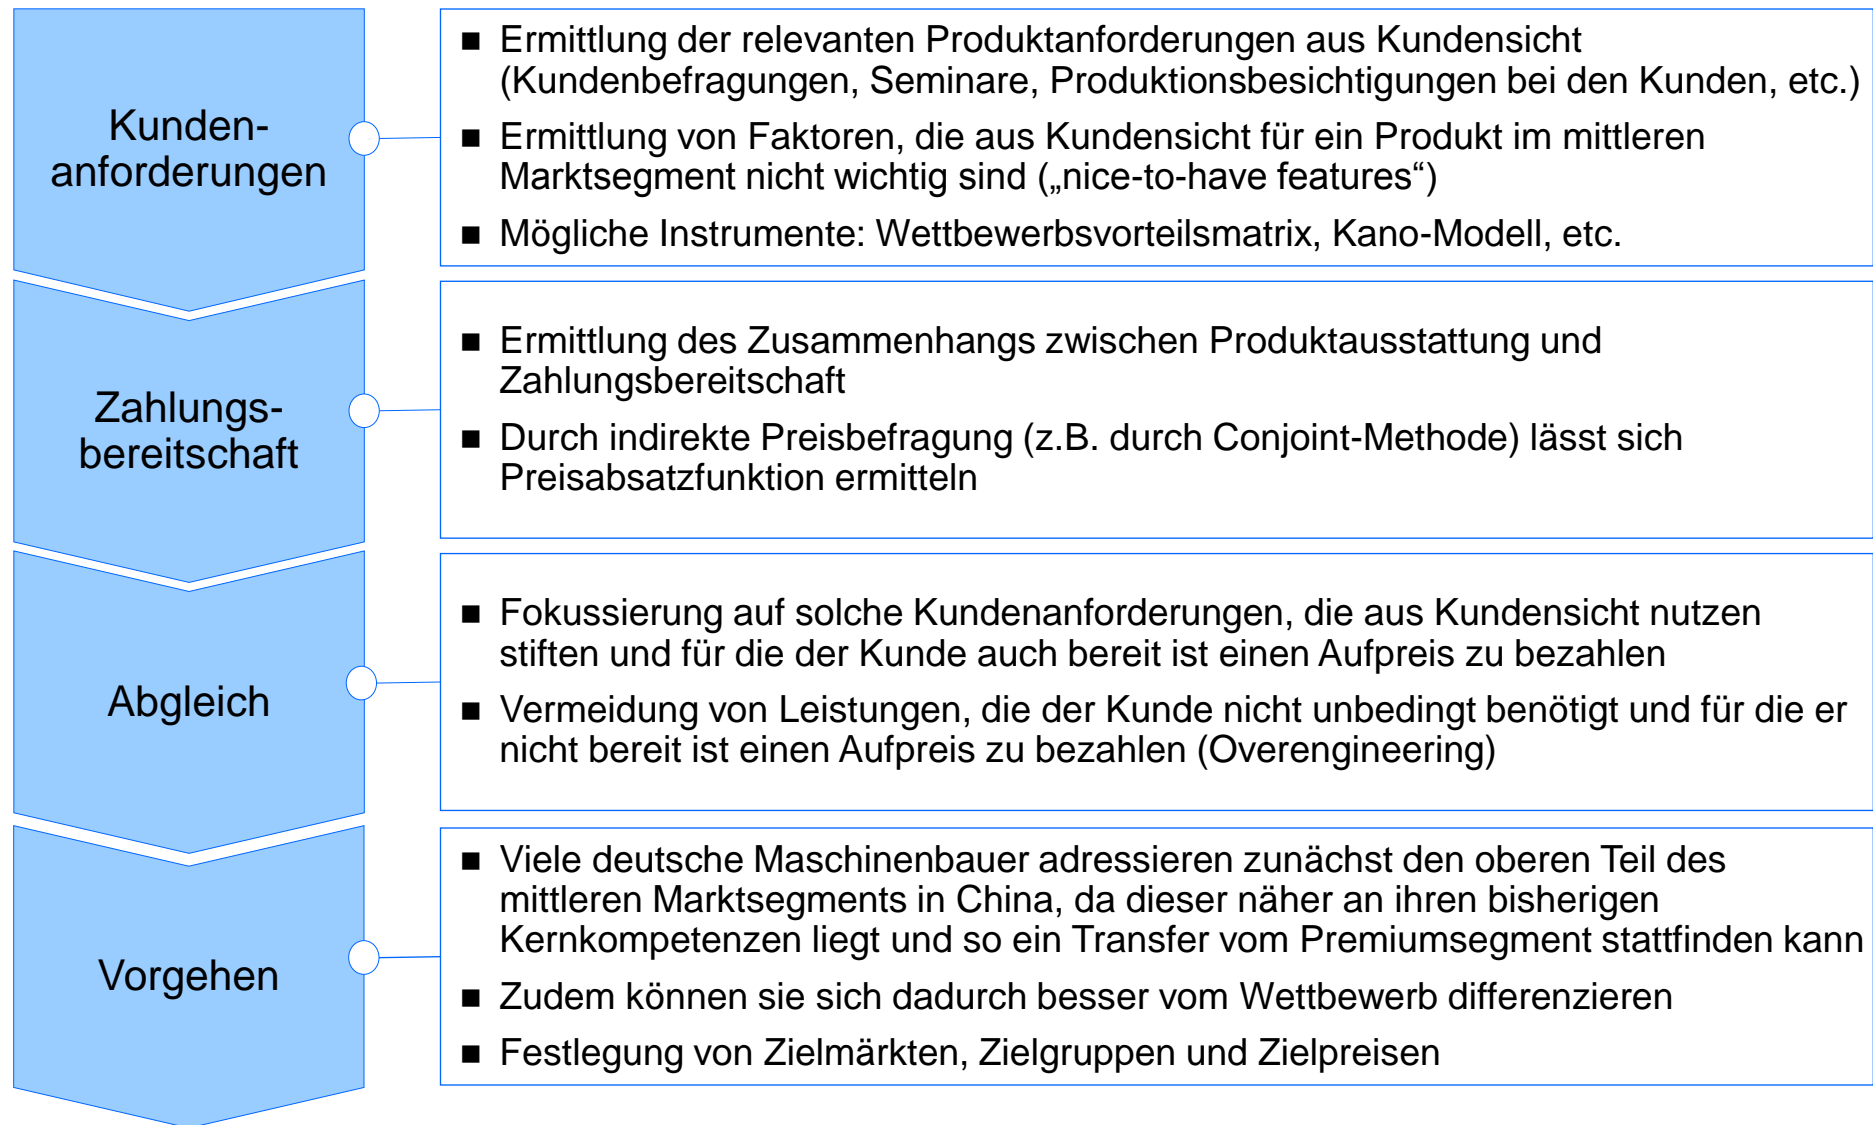 Kunden-
anforderungen
■ Ermittlung der relevanten Produktanforderungen aus Kundensicht
(Kundenbefragungen, Seminare, Produktionsbesichtigungen bei den Kunden, etc.)
■ Ermittlung von Faktoren, die aus Kundensicht für ein Produkt im mittleren
Marktsegment nicht wichtig sind („nice-to-have features“)
■ Mögliche Instrumente: Wettbewerbsvorteilsmatrix, Kano-Modell, etc.
Zahlungs-
bereitschaft
■ Ermittlung des Zusammenhangs zwischen Produktausstattung und
Zahlungsbereitschaft
■ Durch indirekte Preisbefragung (z.B. durch Conjoint-Methode) lässt sich
Preisabsatzfunktion ermitteln
Abgleich
■ Fokussierung auf solche Kundenanforderungen, die aus Kundensicht nutzen
stiften und für die der Kunde auch bereit ist einen Aufpreis zu bezahlen
■ Vermeidung von Leistungen, die der Kunde nicht unbedingt benötigt und für die er
nicht bereit ist einen Aufpreis zu bezahlen (Overengineering)
Vorgehen
■ Viele deutsche Maschinenbauer adressieren zunächst den oberen Teil des
mittleren Marktsegments in China, da dieser näher an ihren bisherigen
Kernkompetenzen liegt und so ein Transfer vom Premiumsegment stattfinden kann
■ Zudem können sie sich dadurch besser vom Wettbewerb differenzieren
■ Festlegung von Zielmärkten, Zielgruppen und Zielpreisen